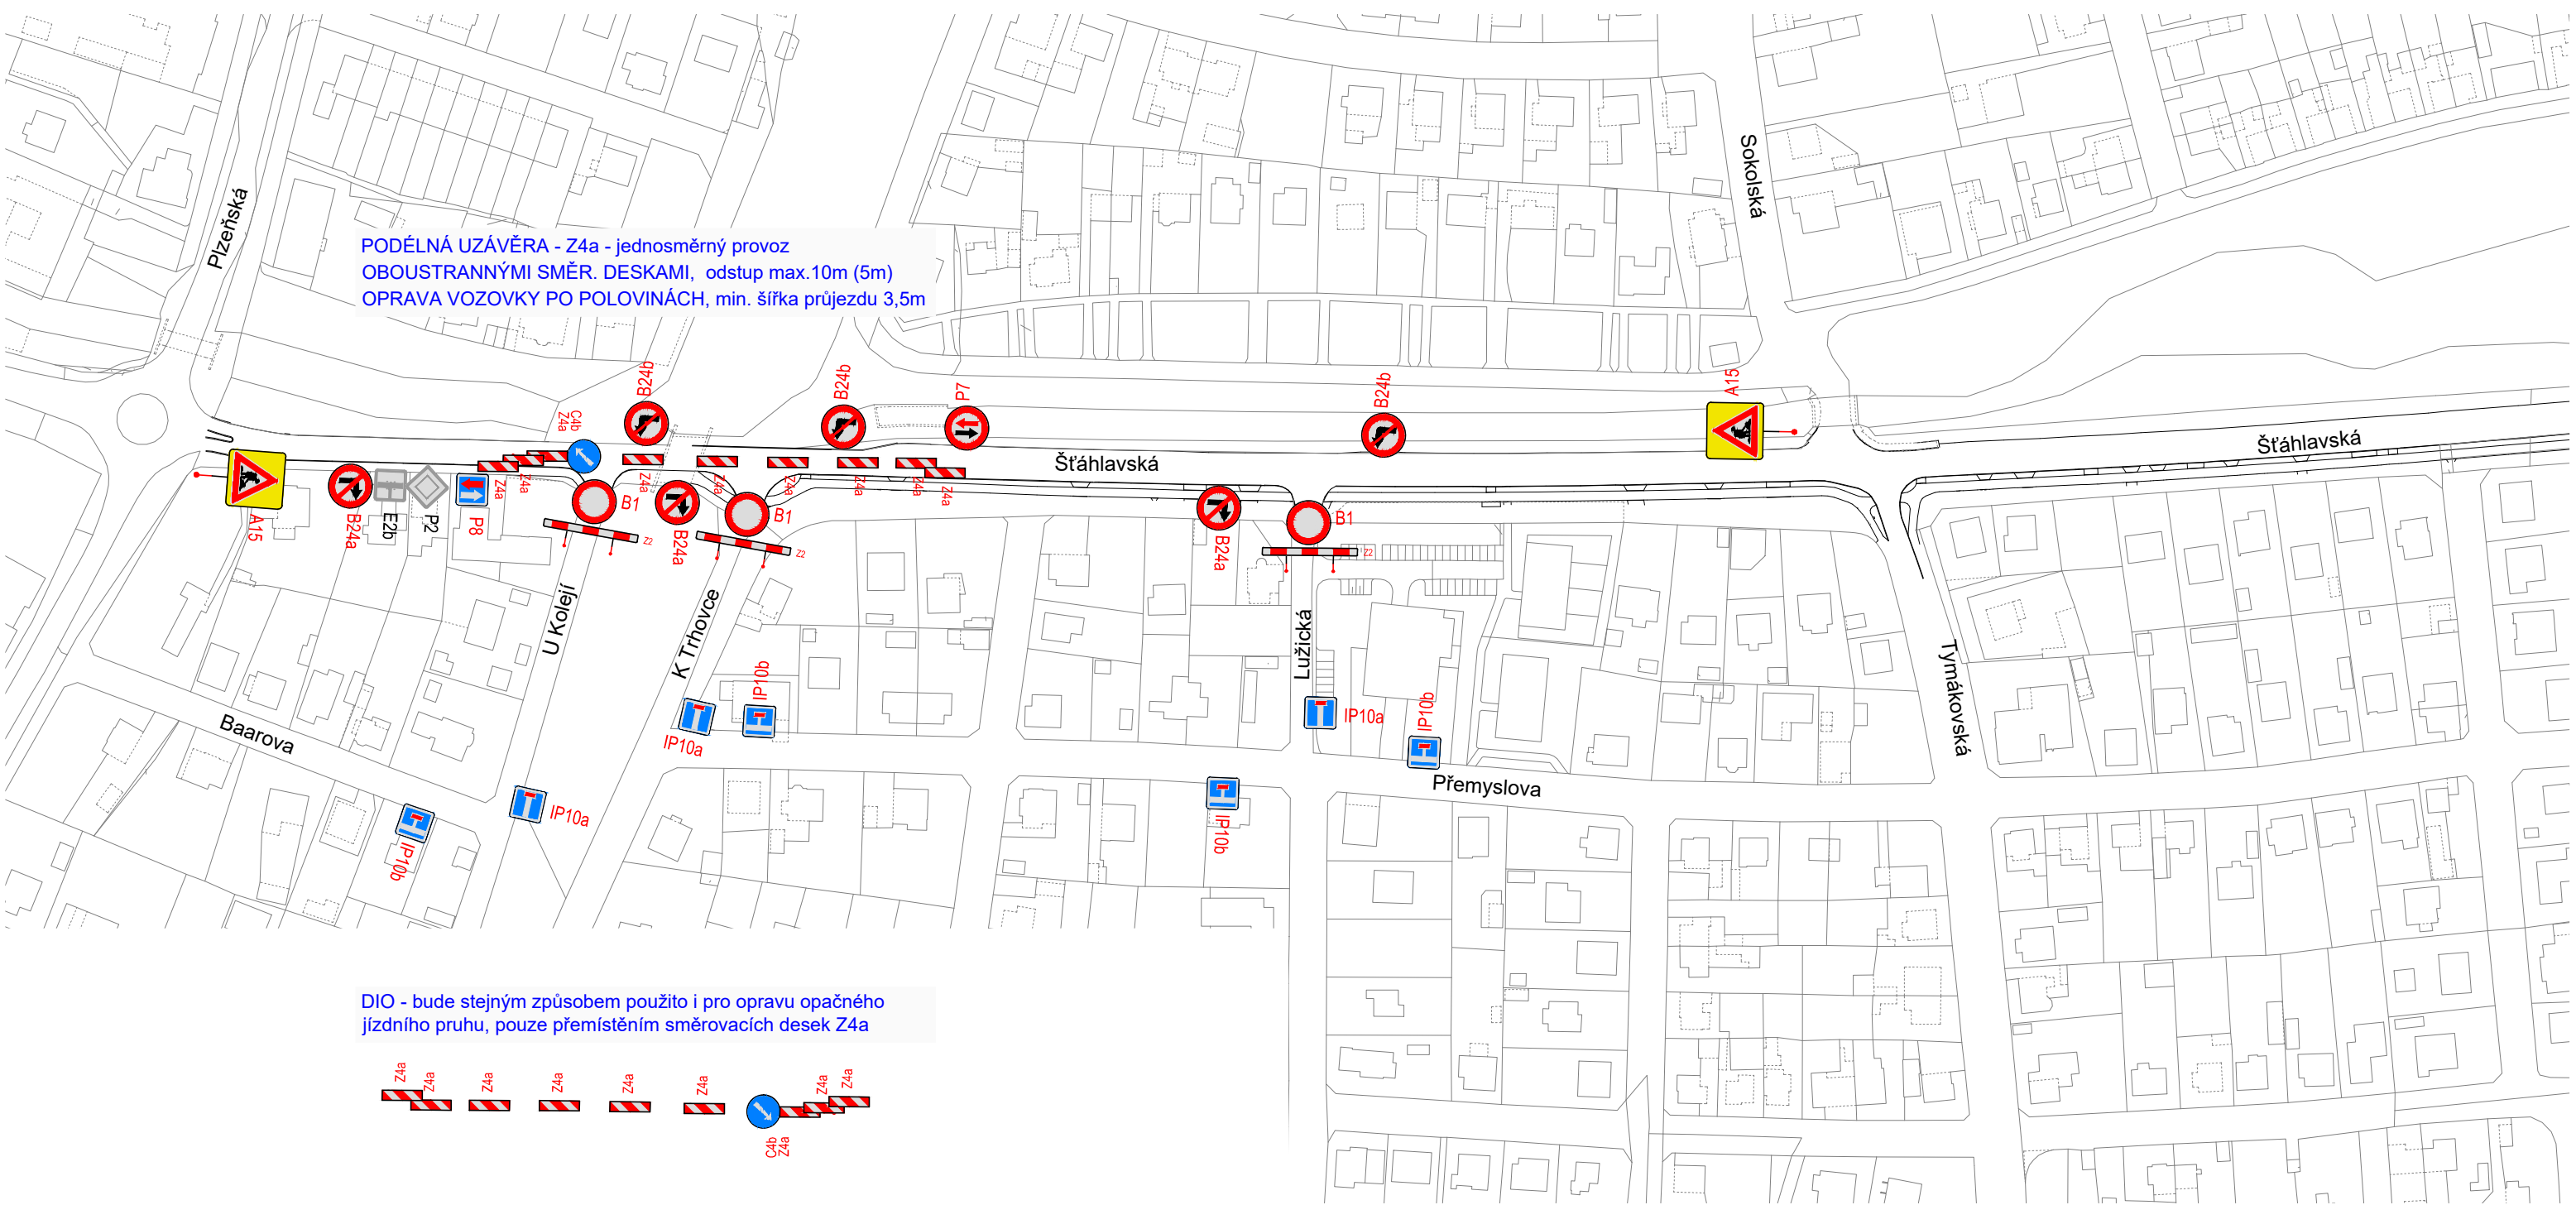 Plzeňská
Sokolská
PODÉLNÁ UZÁVĚRA - Z4a - jednosměrný provoz
OBOUSTRANNÝMI SMĚR. DESKAMI, odstup max.10m (5m)
OPRAVA VOZOVKY PO POLOVINÁCH, min. šířka průjezdu 3,5m
B24b
B24b
P7
B24b
A15
C4b
Z4a
Šťáhlavská
Šťáhlavská
A15
B24a
E2b
P2
P8
Z4a
Z4a
B1
Z2
Z4a
B24a
Z4a
B1
Z2
Z4a
Z4a
Z4a
Z4a
B24a
B1
Z2
U Kolejí
K Trhovce
Lužická
Tymákovská
Baarova
IP10a
IP10b
IP10a
IP10b
Přemyslova
IP10b
IP10a
IP10b
DIO - bude stejným způsobem použito i pro opravu opačného
jízdního pruhu, pouze přemístěním směrovacích desek Z4a
Z4a
Z4a
Z4a
Z4a
Z4a
Z4a
C4b
Z4a
Z4a
Z4a